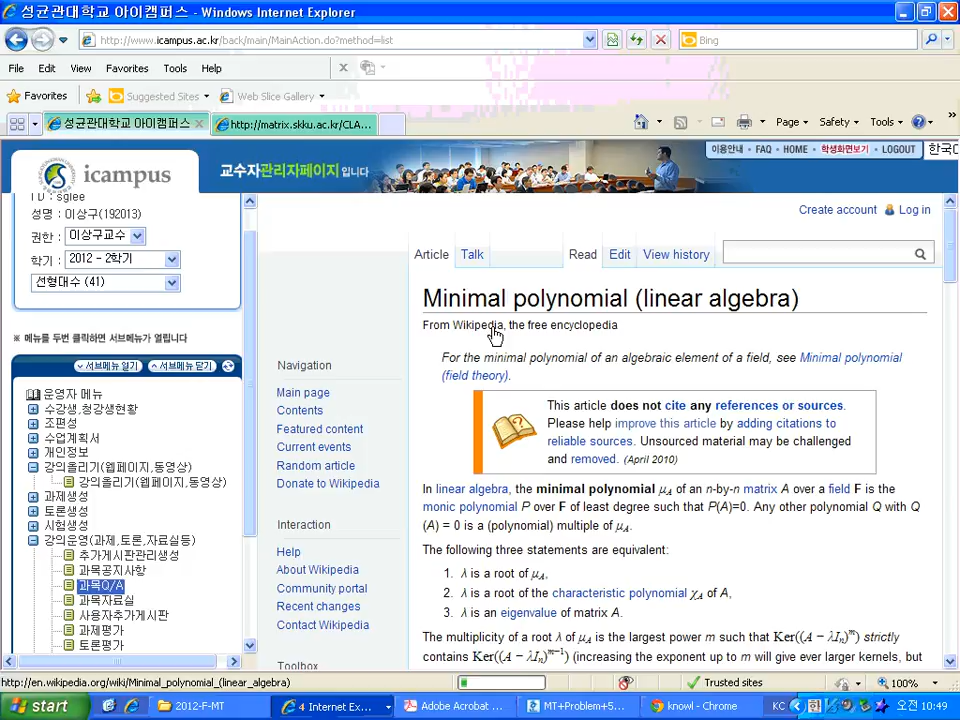 성균관대학교 아이캠퍼스 - Windows Internet Explorer
http://www.icampus.ac.kr/back/main/MainAction.do?method=list
Bing
File Edit View Favorites Tools Help
Favorites Suggested Sites Web Slice Gallery
성균관대학교 아이캠퍼스 http://matrix.skku.ac.kr/CLA... Page Safety Tools
icampus 교수자관리자페이지입니다 이용안내 FAQ HOME 학생화면보기 LOGOUT
ID : sglee
성명 : 이상구(192013)
권한 : 이상구교수
학기 : 2012 - 2학기
선형대수 (41)
※ 메뉴를 두번 클릭하면 서브메뉴가 열립니다
서브메뉴 열기 서브메뉴 닫기
운영자 메뉴
수강생,청강생현황
조편성
수업계획서
개인정보
강의올리기(웹페이지,동영상)
강의올리기(웹페이지,동영상)
과제생성
토론생성
시험생성
강의운영(과제,토론,자료실등)
추가게시판관리생성
과목공지사항
과목Q/A
과목자료실
사용자추가게시판
과제평가
토론평가
Create account Log in
Article Talk Read Edit View history
Minimal polynomial (linear algebra)
From Wikipedia, the free encyclopedia
For the minimal polynomial of an algebraic element of a field, see Minimal polynomial
(field theory).
This article does not cite any references or sources.
Please help improve this article by adding citations to
reliable sources. Unsourced material may be challenged
and removed. (April 2010)
In linear algebra, the minimal polynomial μA of an n-by-n matrix A over a field F is the
monic polynomial P over F of least degree such that P(A)=0. Any other polynomial Q with Q
(A) = 0 is a (polynomial) multiple of μA.
The following three statements are equivalent:
1. λ is a root of μA,
2. λ is a root of the characteristic polynomial χA of A,
3. λ is an eigenvalue of matrix A.
The multiplicity of a root λ of μA is the largest power m such that Ker((A − λIn)^m) strictly
contains Ker((A − λIn)^m−1) (increasing the exponent up to m will give ever larger kernels, but
Navigation
Main page
Contents
Featured content
Current events
Random article
Donate to Wikipedia
Interaction
Help
About Wikipedia
Community portal
Recent changes
Contact Wikipedia
Toolbox
http://en.wikipedia.org/wiki/Minimal_polynomial_(linear_algebra) Trusted sites 100%
start 2012-F-MT 4 Internet Ex... Adobe Acrobat ... MT+Problem+5... knowl - Chrome KC 오전 10:49